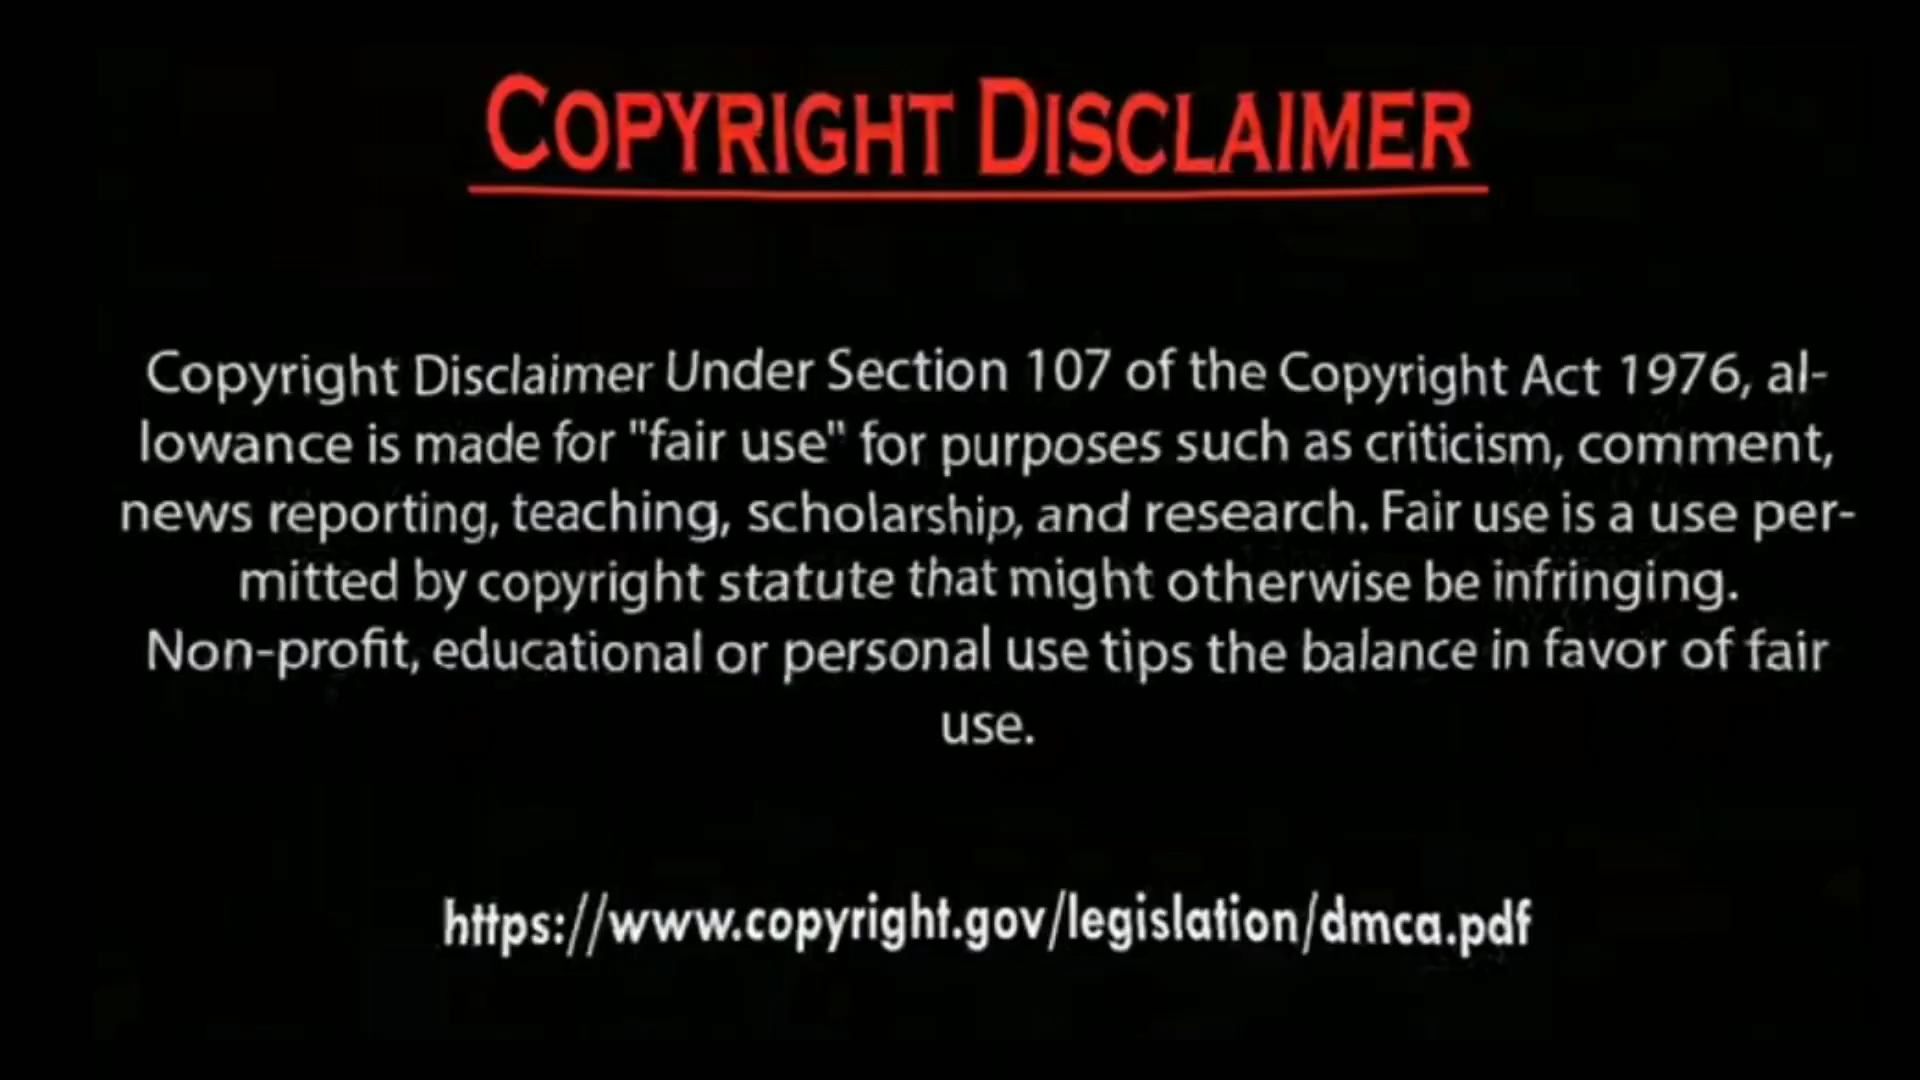 COPYRIGHT DISCLAIMER
Copyright Disclaimer Under Section 107 of the Copyright Act 1976, al-
lowance is made for "fair use" for purposes such as criticism, comment,
news reporting, teaching, scholarship, and research. Fair use is a use per-
mitted by copyright statute that might otherwise be infringing.
Non-profit, educational or personal use tips the balance in favor of fair
use.
https://www.copyright.gov/legislation/dmca.pdf